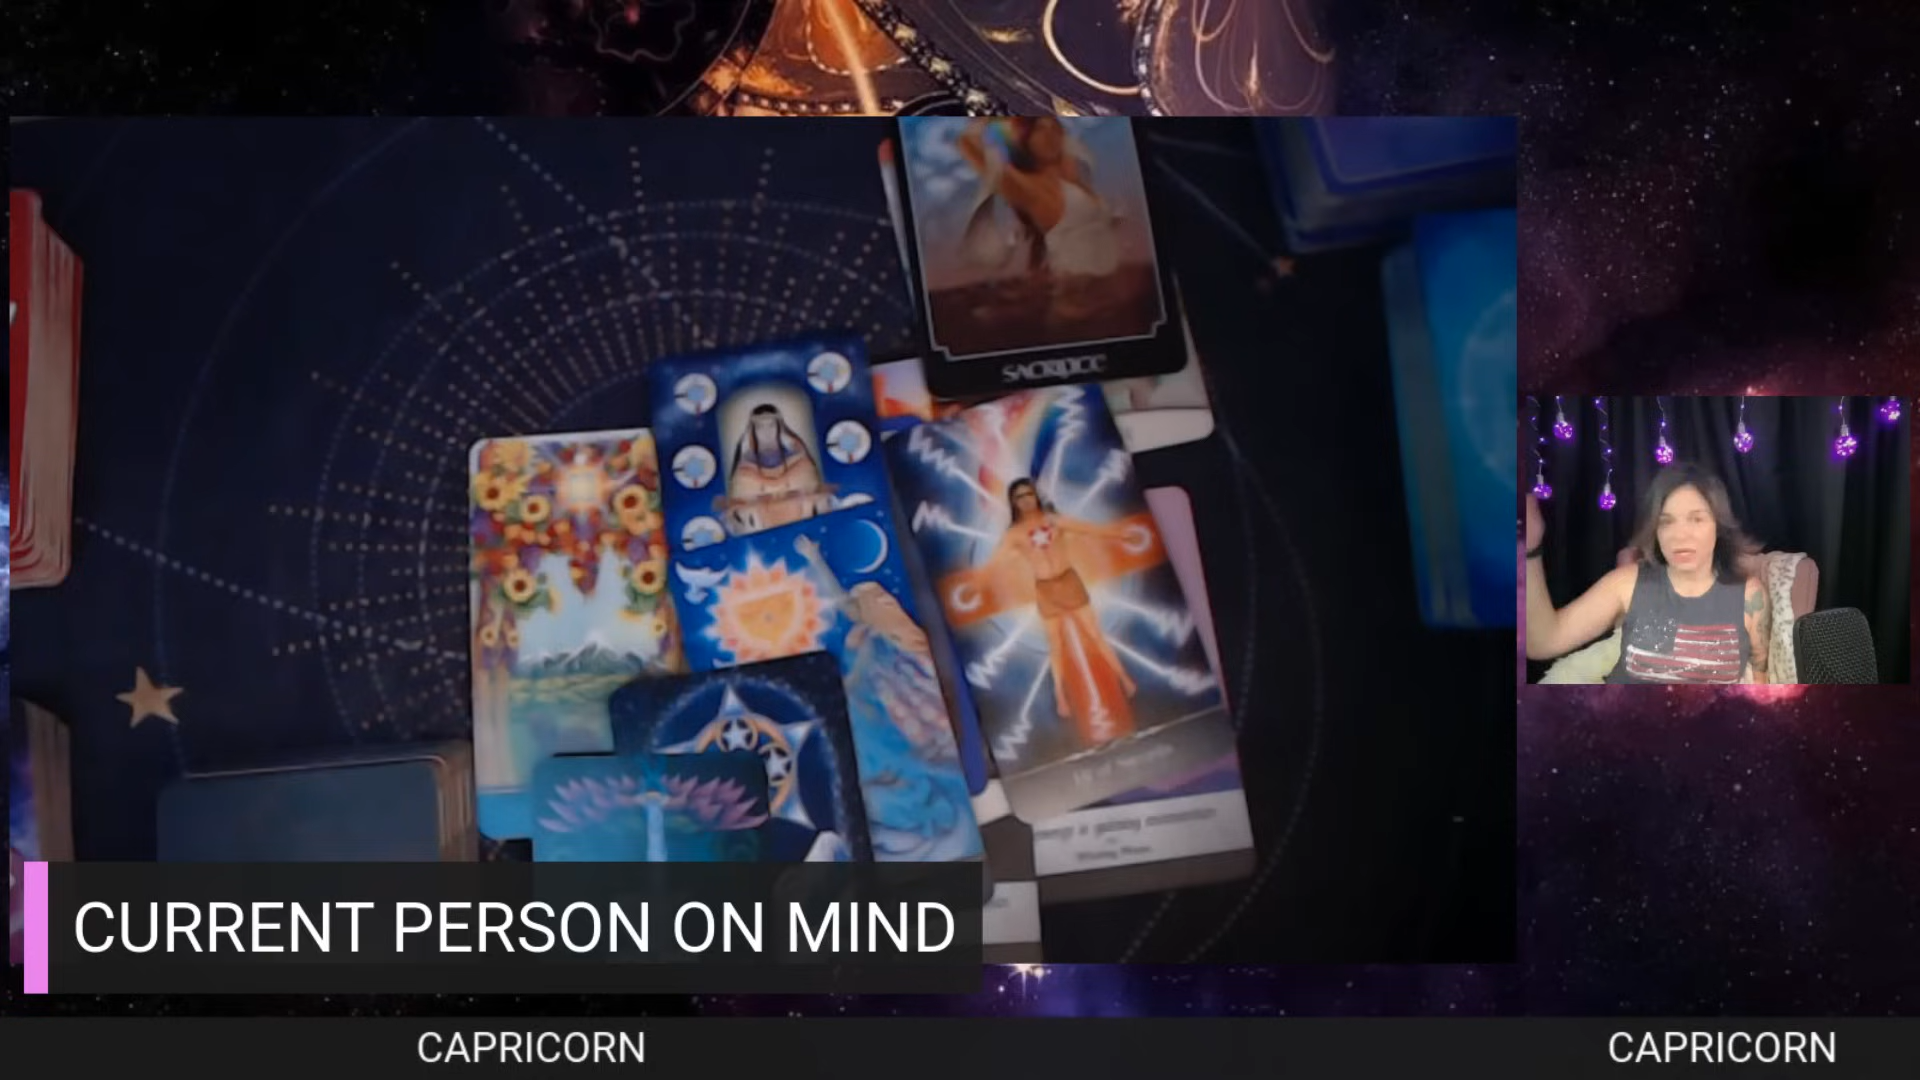 SACRIFICE
CURRENT PERSON ON MIND
CAPRICORN
CAPRICORN